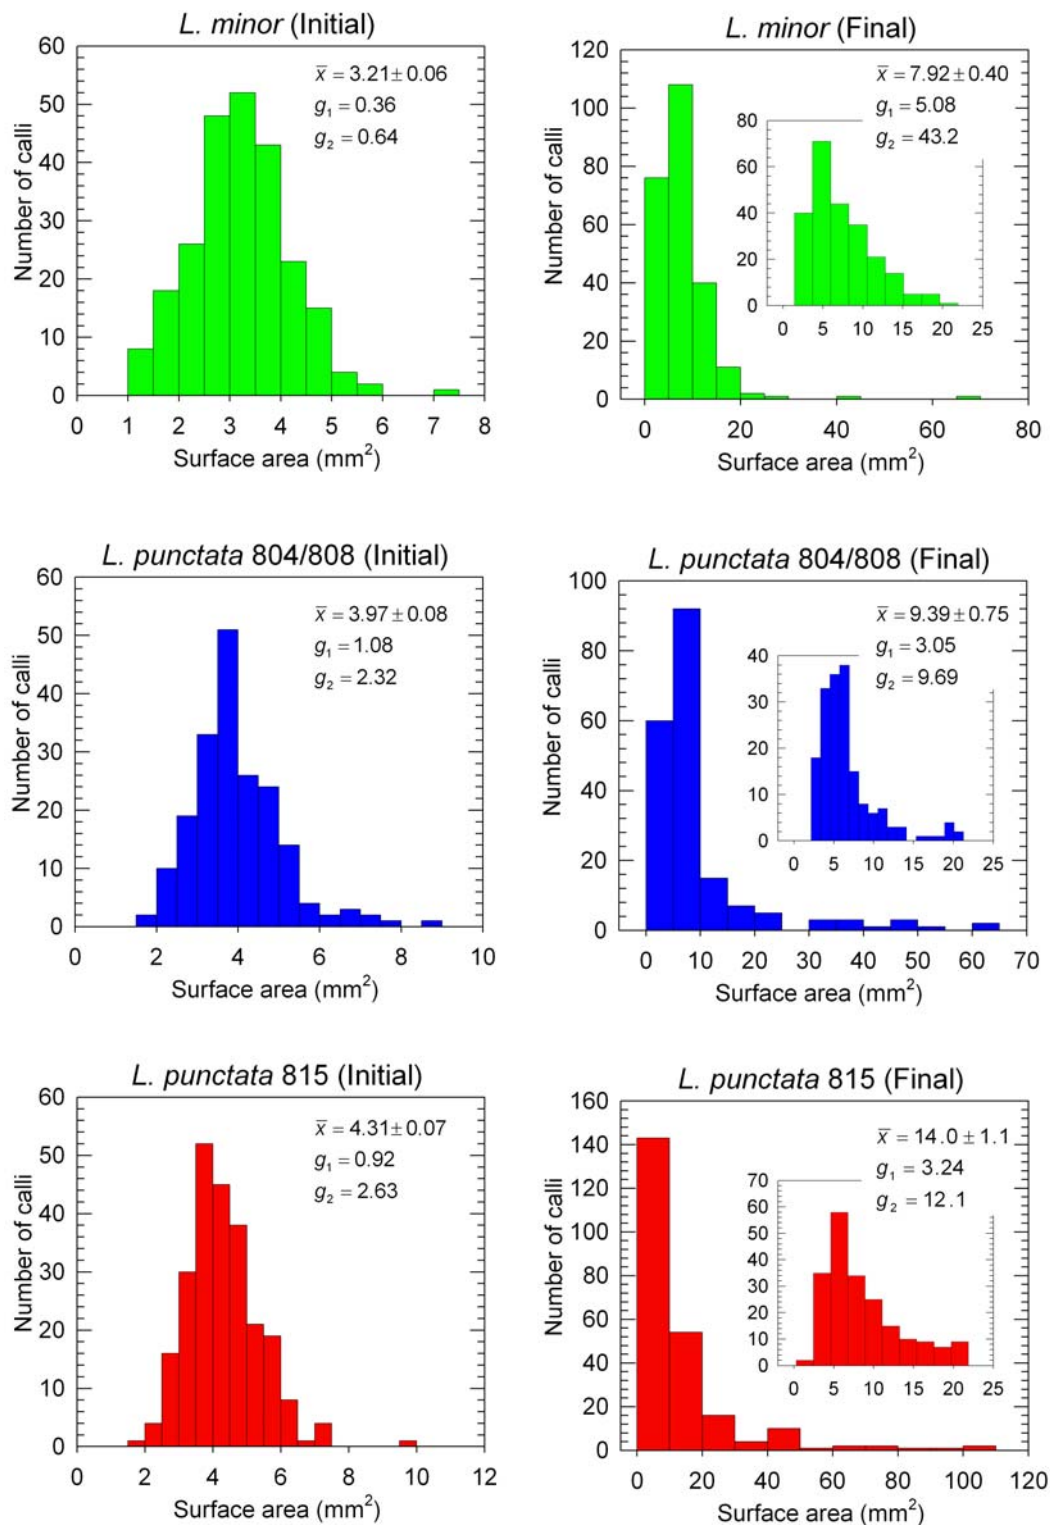 L. minor (Initial)
x̄ = 3.21 ± 0.06
g₁ = 0.36
g₂ = 0.64
Number of calli
60
50
40
30
20
10
0
0 1 2 3 4 5 6 7 8
Surface area (mm²)
L. minor (Final)
x̄ = 7.92 ± 0.40
g₁ = 5.08
g₂ = 43.2
Number of calli
120
100
80
60
40
20
0
80
60
40
20
0
0 5 10 15 20 25
0 20 40 60 80
Surface area (mm²)
L. punctata 804/808 (Initial)
x̄ = 3.97 ± 0.08
g₁ = 1.08
g₂ = 2.32
Number of calli
60
50
40
30
20
10
0
0 2 4 6 8 10
Surface area (mm²)
L. punctata 804/808 (Final)
x̄ = 9.39 ± 0.75
g₁ = 3.05
g₂ = 9.69
Number of calli
100
80
60
40
20
0
40
30
20
10
0
0 5 10 15 20 25
0 10 20 30 40 50 60 70
Surface area (mm²)
L. punctata 815 (Initial)
x̄ = 4.31 ± 0.07
g₁ = 0.92
g₂ = 2.63
Number of calli
60
50
40
30
20
10
0
0 2 4 6 8 10 12
Surface area (mm²)
L. punctata 815 (Final)
x̄ = 14.0 ± 1.1
g₁ = 3.24
g₂ = 12.1
Number of calli
160
140
120
100
80
60
40
20
0
70
60
50
40
30
20
10
0
0 5 10 15 20 25
0 20 40 60 80 100 120
Surface area (mm²)